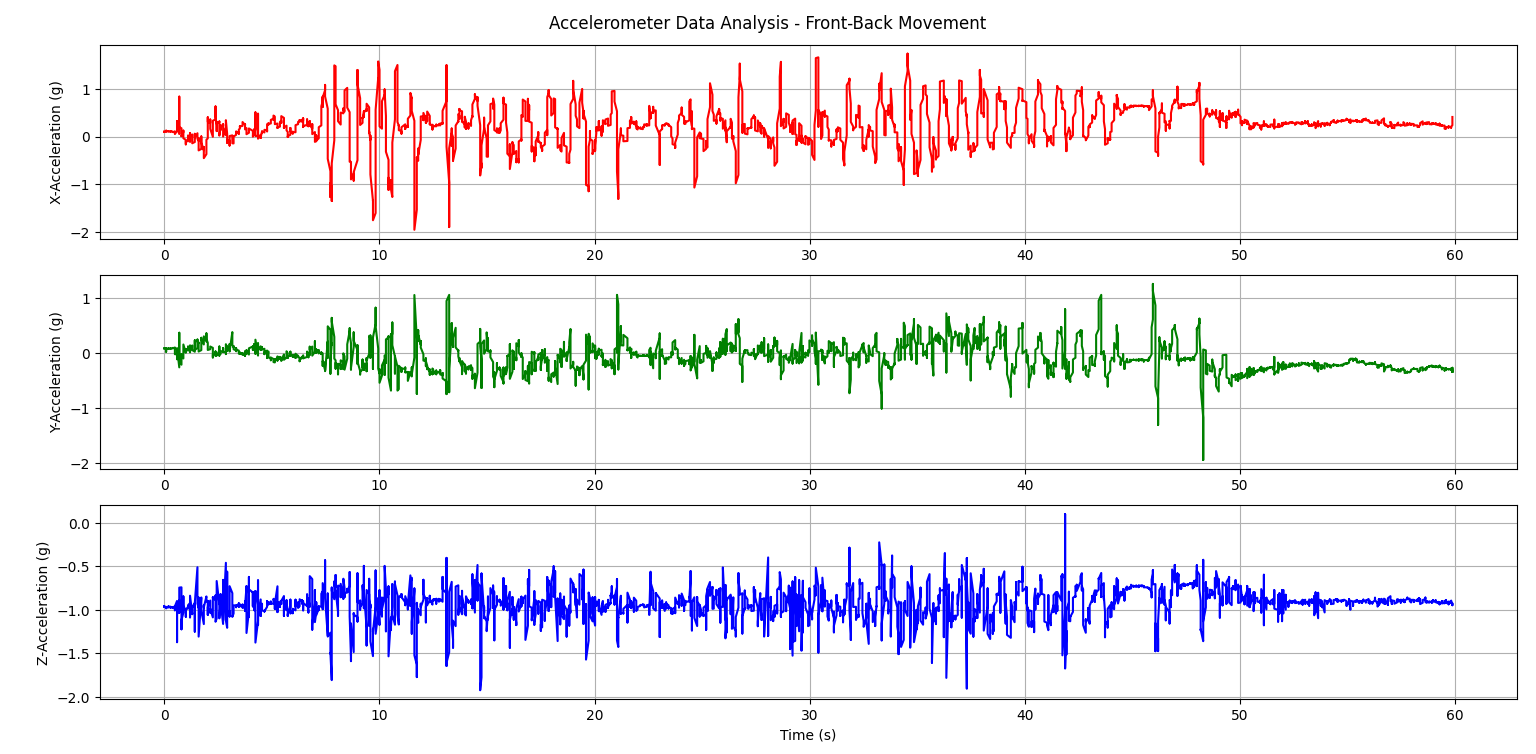 Accelerometer Data Analysis - Front-Back Movement
X-Acceleration (g)
1
0
−1
−2
0 10 20 30 40 50 60
Y-Acceleration (g)
1
0
−1
−2
0 10 20 30 40 50 60
Z-Acceleration (g)
0.0
−0.5
−1.0
−1.5
−2.0
0 10 20 30 40 50 60
Time (s)